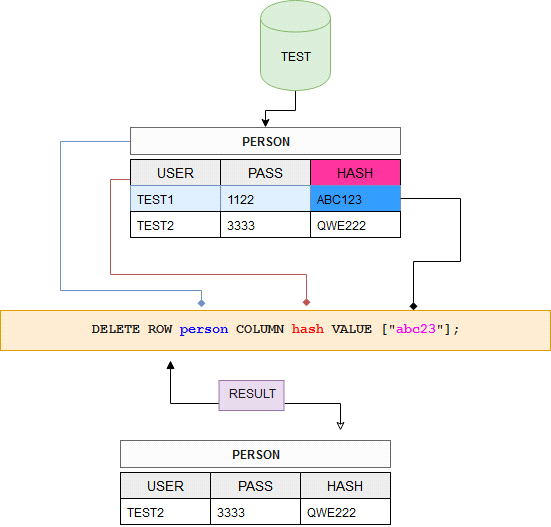 TEST
PERSON
USER PASS HASH
TEST1 1122 ABC123
TEST2 3333 QWE222
DELETE ROW person COLUMN hash VALUE ["abc23"];
RESULT
PERSON
USER PASS HASH
TEST2 3333 QWE222